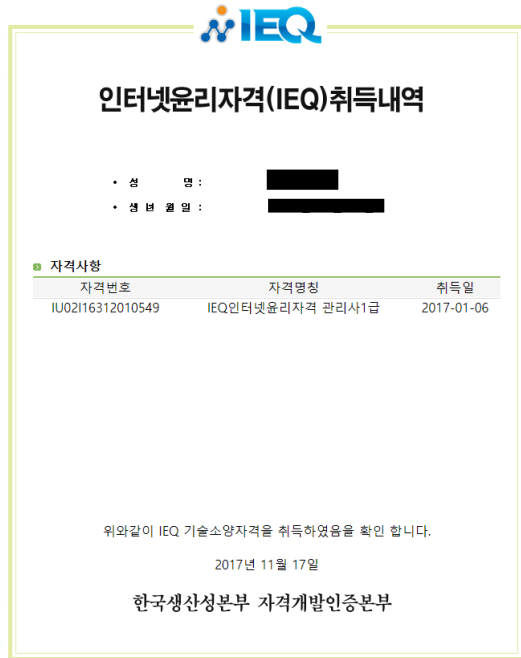 IEQ
인터넷윤리자격(IEQ)취득내역
• 성 명 :
• 생 년 월 일 :
자격사항
자격번호 자격명칭 취득일
IU02I16312010549 IEQ인터넷윤리자격 관리사1급 2017-01-06
위와같이 IEQ 기술소양자격을 취득하였음을 확인 합니다.
2017년 11월 17일
한국생산성본부 자격개발인증본부